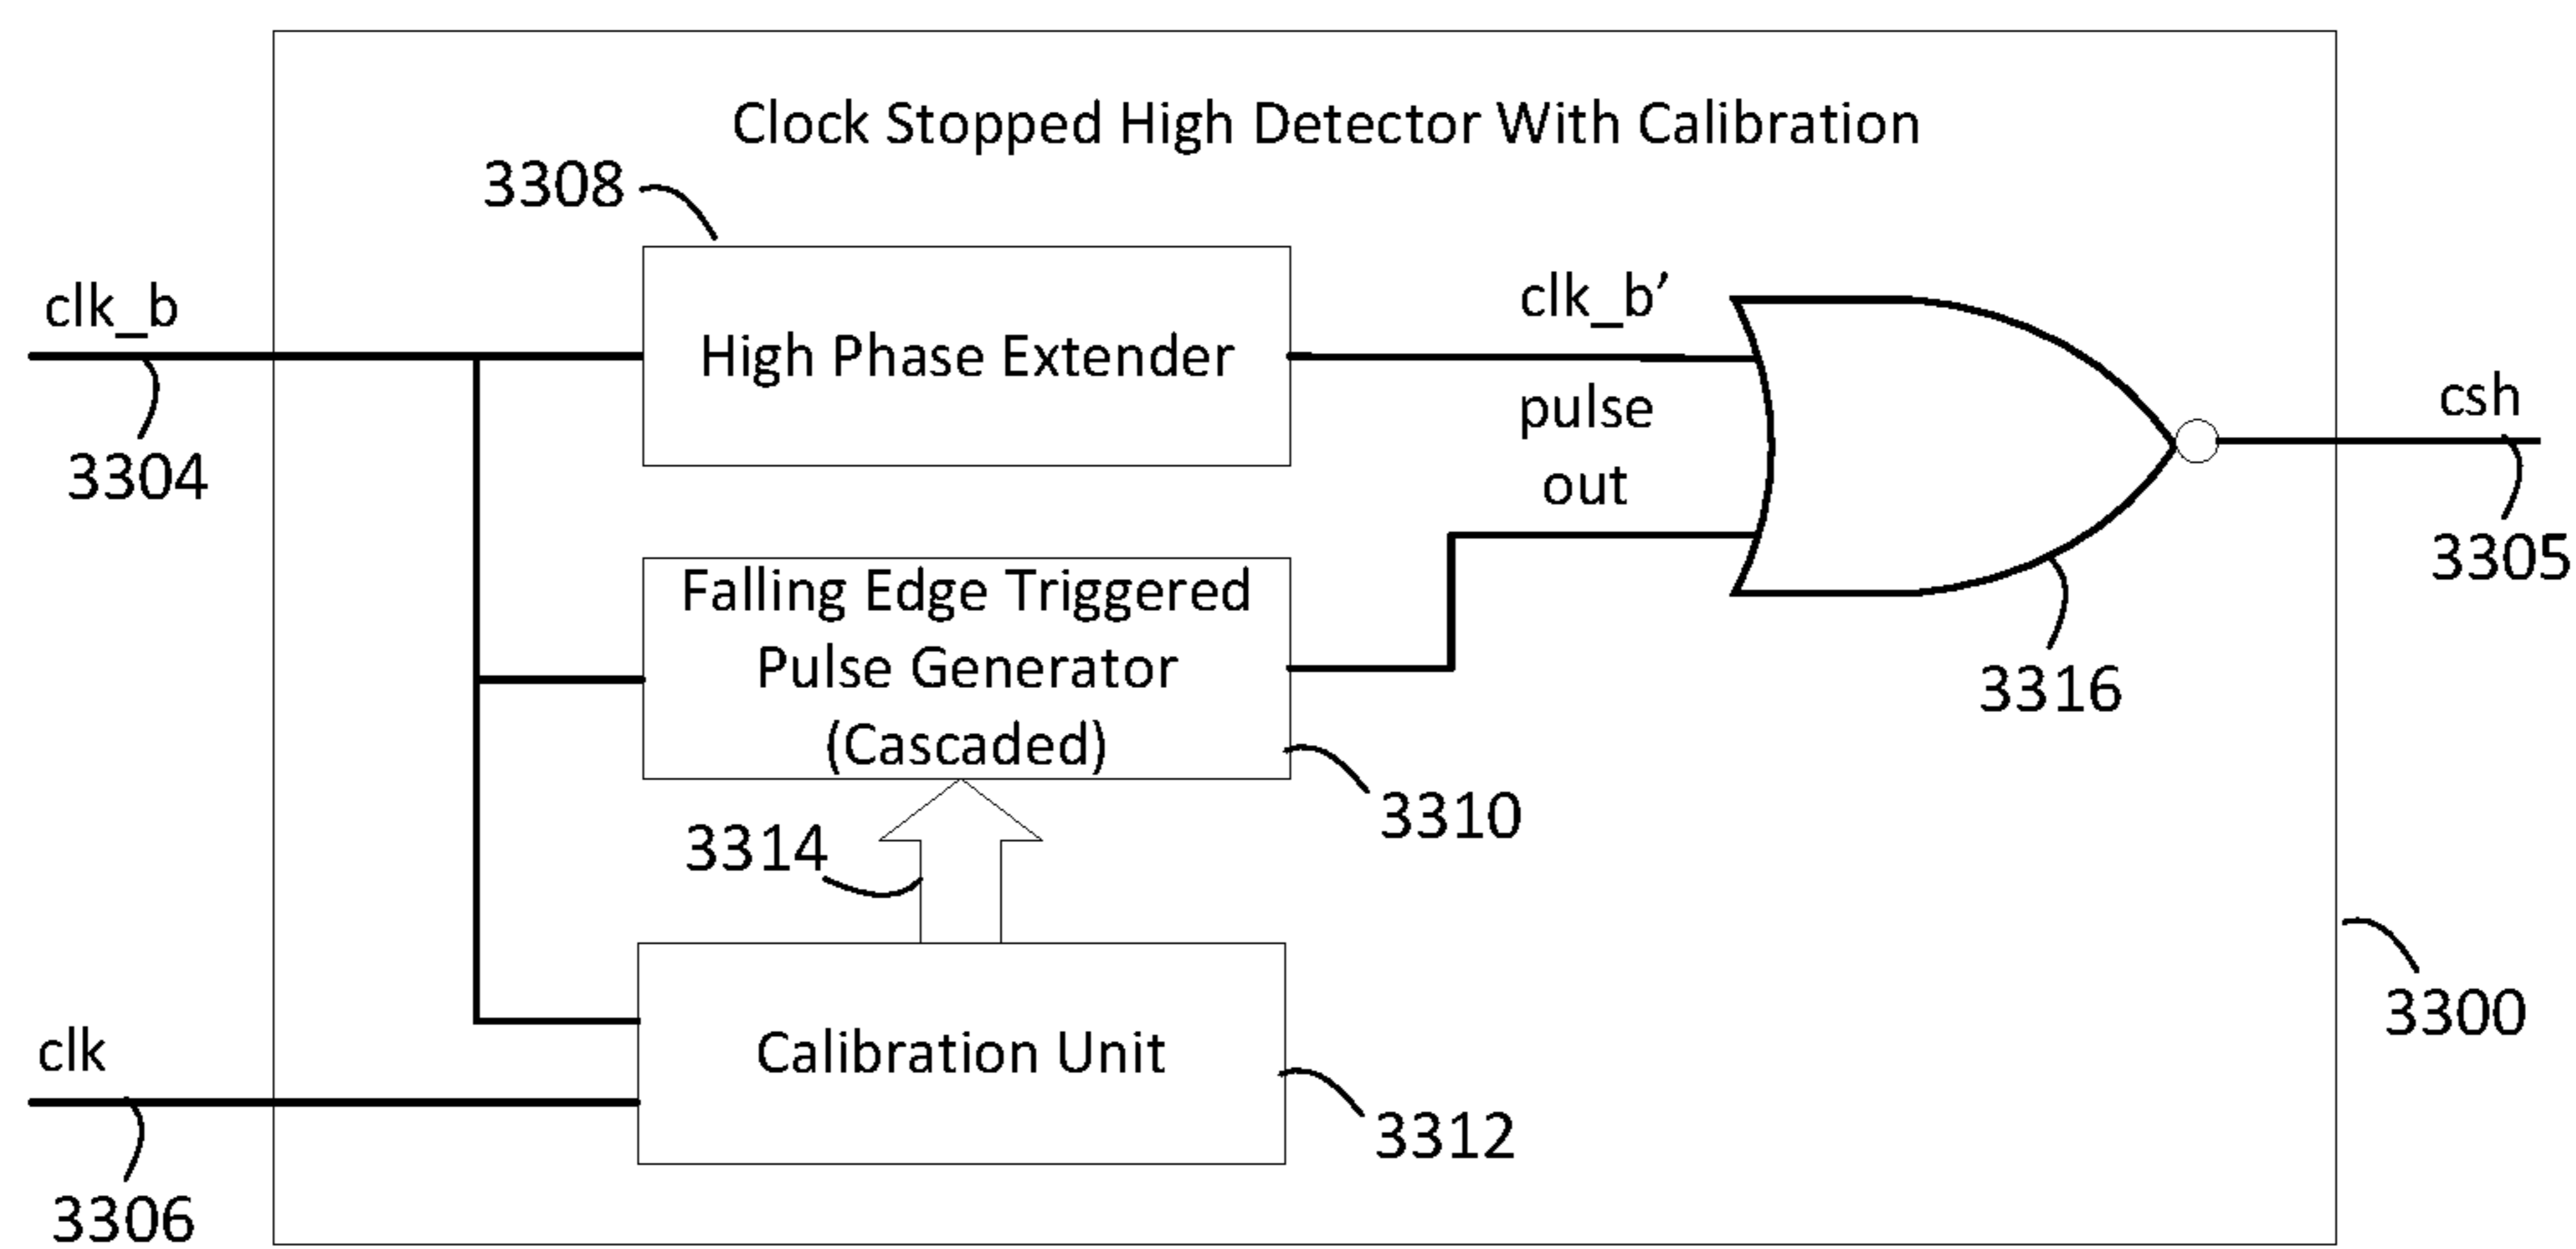 Clock Stopped High Detector With Calibration
3308
clk_b
3304
High Phase Extender
clk_b’
pulse
out
csh
3305
3316
Falling Edge Triggered
Pulse Generator
(Cascaded)
3310
3314
3300
clk
3306
Calibration Unit
3312